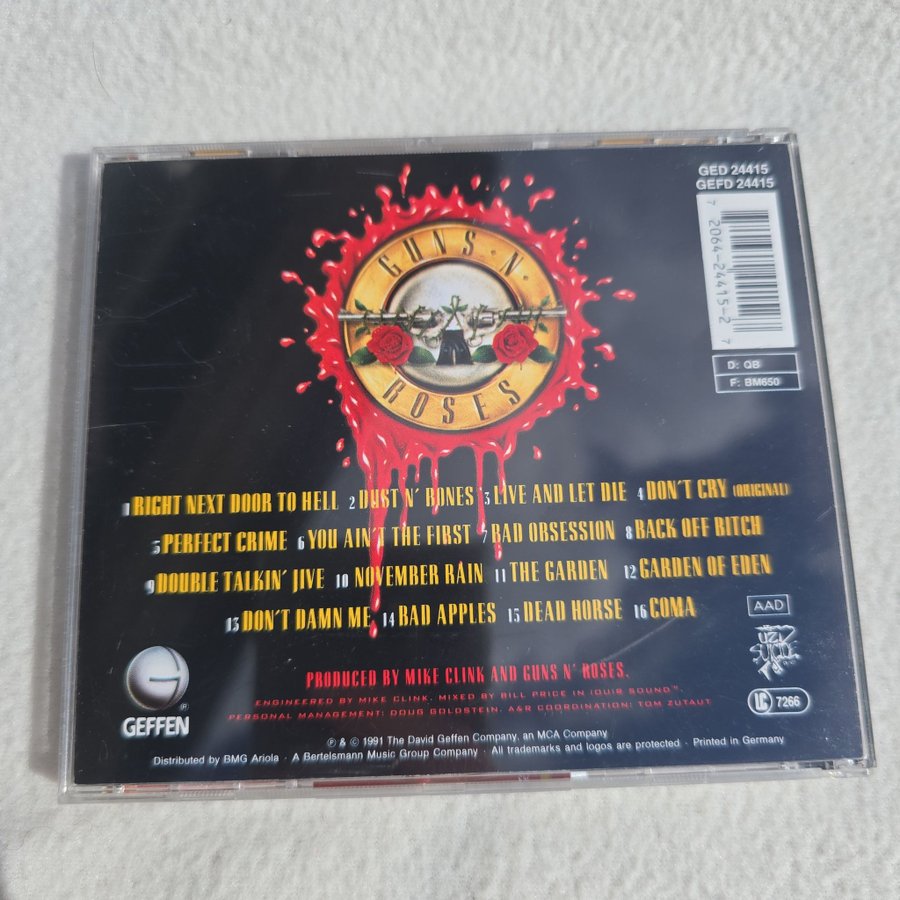 GED 24415
GEFD 24415
7 2064-24415-2 7
D: QB
F: BM650
GUNS · N ·
ROSES
1 RIGHT NEXT DOOR TO HELL 2 DUST N' BONES 3 LIVE AND LET DIE 4 DON'T CRY (ORIGINAL)
5 PERFECT CRIME 6 YOU AIN'T THE FIRST 7 BAD OBSESSION 8 BACK OFF BITCH
9 DOUBLE TALKIN' JIVE 10 NOVEMBER RAIN 11 THE GARDEN 12 GARDEN OF EDEN
13 DON'T DAMN ME 14 BAD APPLES 15 DEAD HORSE 16 COMA
AAD
UZI
SUICIDE
LC 7266
GEFFEN
PRODUCED BY MIKE CLINK AND GUNS N' ROSES.
ENGINEERED BY MIKE CLINK. MIXED BY BILL PRICE IN (QUIR SOUND™.
PERSONAL MANAGEMENT: DOUG GOLDSTEIN. A&R COORDINATION: TOM ZUTAUT
℗ & © 1991 The David Geffen Company, an MCA Company
Distributed by BMG Ariola · A Bertelsmann Music Group Company · All trademarks and logos are protected · Printed in Germany